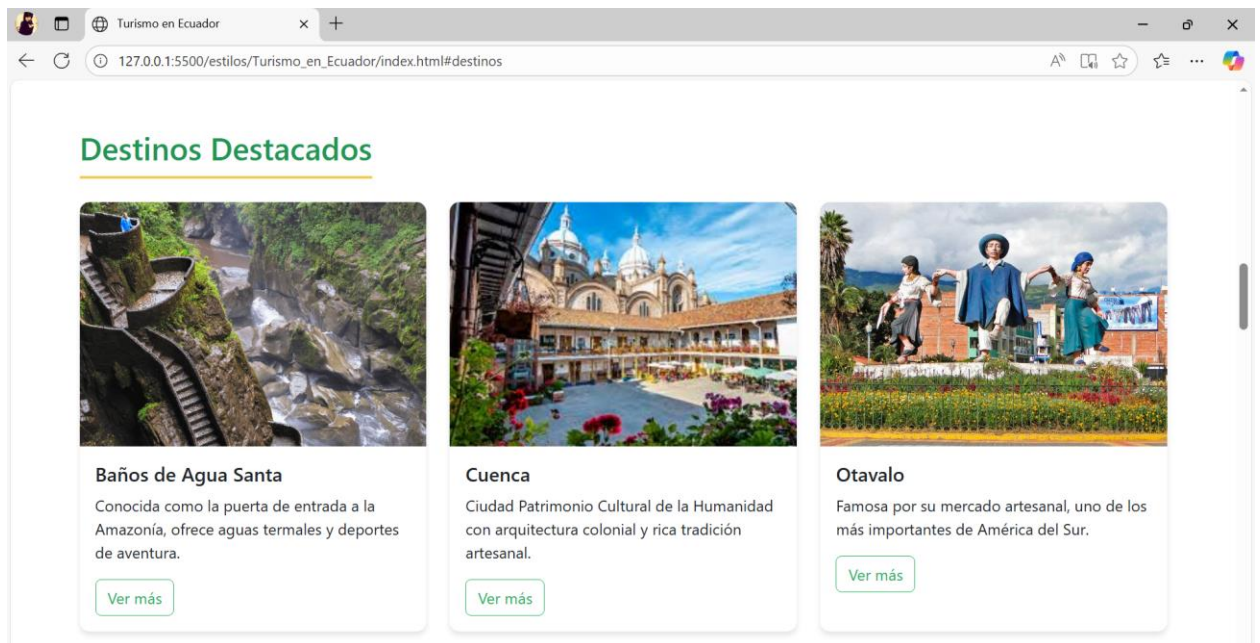 Turismo en Ecuador
127.0.0.1:5500/estilos/Turismo_en_Ecuador/index.html#destinos
Destinos Destacados
Baños de Agua Santa
Conocida como la puerta de entrada a la
Amazonía, ofrece aguas termales y deportes
de aventura.
Ver más
Cuenca
Ciudad Patrimonio Cultural de la Humanidad
con arquitectura colonial y rica tradición
artesanal.
Ver más
Otavalo
Famosa por su mercado artesanal, uno de los
más importantes de América del Sur.
Ver más